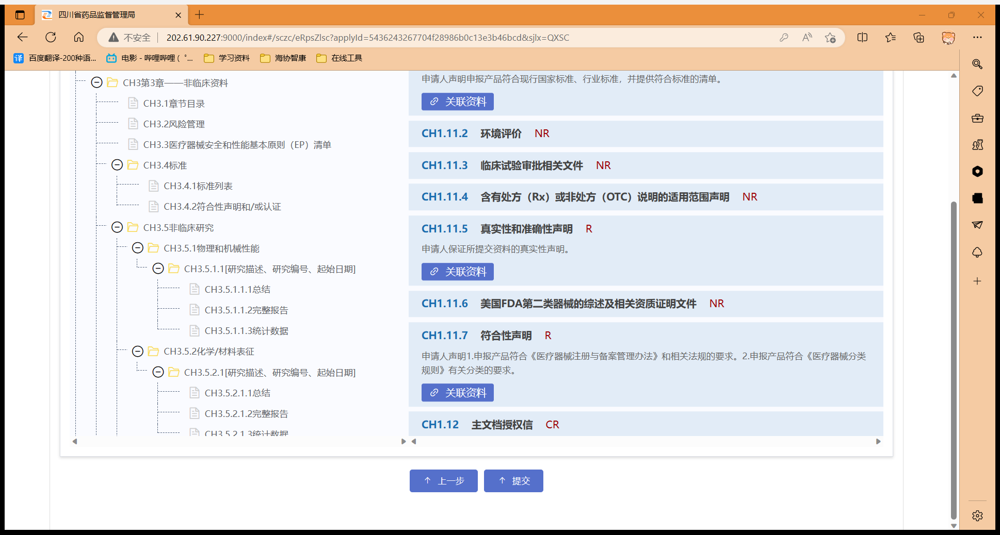 四川省药品监督管理局
不安全
202.61.90.227:9000/index#/sczc/eRpsZlsc?applyId=5436243267704f28986b0c13e3b46bcd&sjlx=QXSC
译 百度翻译-200种语...
电影 - 哔哩哔哩 ( ゜...
学习资料
海协智康
在线工具
CH3第3章——非临床资料
CH3.1章节目录
CH3.2风险管理
CH3.3医疗器械安全和性能基本原则（EP）清单
CH3.4标准
CH3.4.1标准列表
CH3.4.2符合性声明和/或认证
CH3.5非临床研究
CH3.5.1物理和机械性能
CH3.5.1.1[研究描述、研究编号、起始日期]
CH3.5.1.1.1总结
CH3.5.1.1.2完整报告
CH3.5.1.1.3统计数据
CH3.5.2化学/材料表征
CH3.5.2.1[研究描述、研究编号、起始日期]
CH3.5.2.1.1总结
CH3.5.2.1.2完整报告
CH3.5.2.1.3统计数据
申请人声明申报产品符合现行国家标准、行业标准，并提供符合标准的清单。
关联资料
CH1.11.2 环境评价 NR
CH1.11.3 临床试验审批相关文件 NR
CH1.11.4 含有处方（Rx）或非处方（OTC）说明的适用范围声明 NR
CH1.11.5 真实性和准确性声明 R
申请人保证所提交资料的真实性声明。
关联资料
CH1.11.6 美国FDA第二类器械的综述及相关资质证明文件 NR
CH1.11.7 符合性声明 R
申请人声明1.申报产品符合《医疗器械注册与备案管理办法》和相关法规的要求。2.申报产品符合《医疗器械分类
规则》有关分类的要求。
关联资料
CH1.12 主文档授权信 CR
上一步
提交